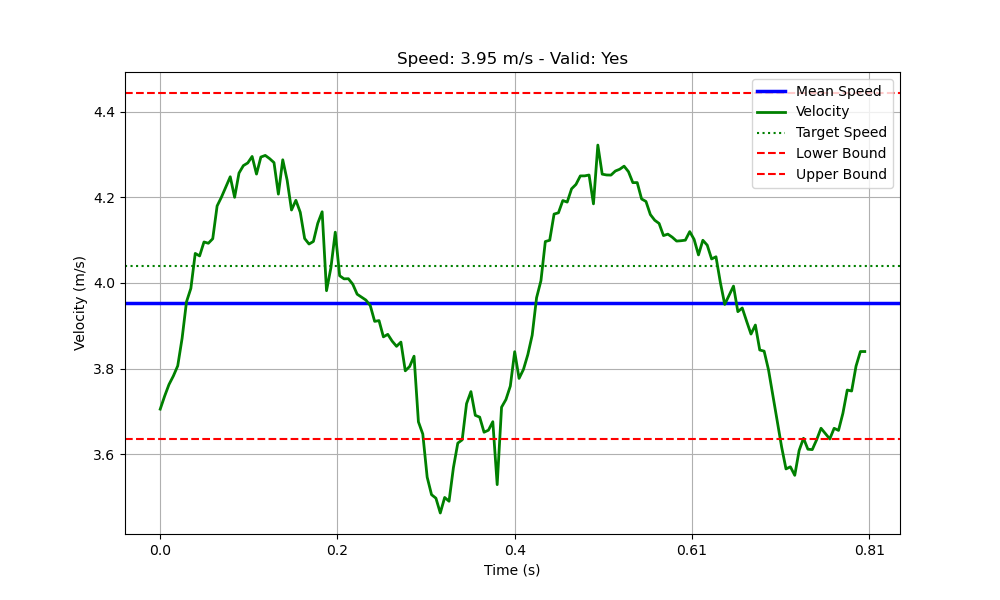 Speed: 3.95 m/s - Valid: Yes
Mean Speed
Velocity
Target Speed
Lower Bound
Upper Bound
Velocity (m/s)
4.4
4.2
4.0
3.8
3.6
0.0 0.2 0.4 0.61 0.81
Time (s)